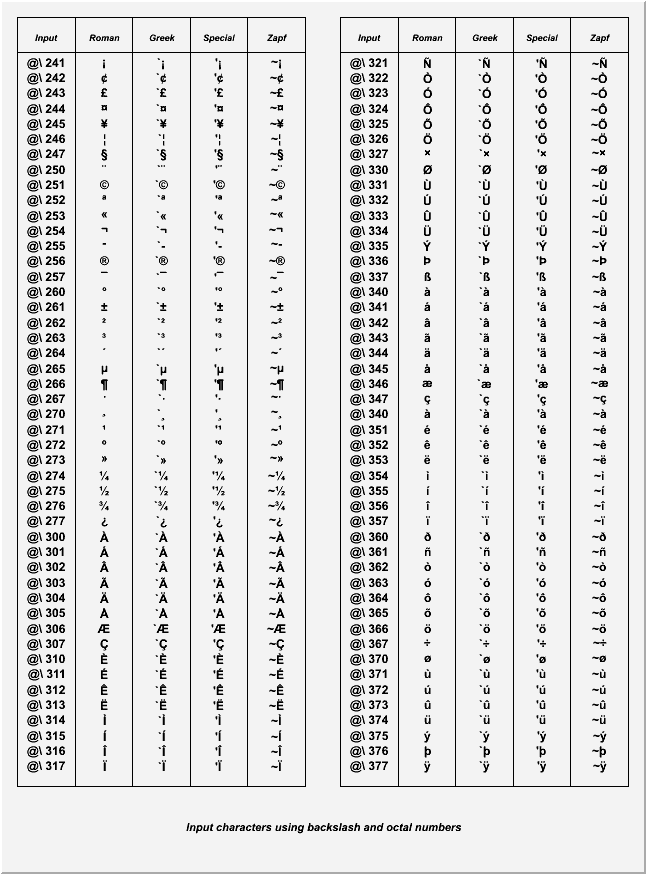 Input Roman Greek Special Zapf
@\ 241 ¡ `¡ '¡ ~¡
@\ 242 ¢ `¢ '¢ ~¢
@\ 243 £ `£ '£ ~£
@\ 244 ¤ `¤ '¤ ~¤
@\ 245 ¥ `¥ '¥ ~¥
@\ 246 ¦ `¦ '¦ ~¦
@\ 247 § `§ '§ ~§
@\ 250 ¨ `¨ '¨ ~¨
@\ 251 © `© '© ~©
@\ 252 ª `ª 'ª ~ª
@\ 253 « `« '« ~«
@\ 254 ¬ `¬ '¬ ~¬
@\ 255 - `- '- ~-
@\ 256 ® `® '® ~®
@\ 257 ¯ `¯ '¯ ~¯
@\ 260 ° `° '° ~°
@\ 261 ± `± '± ~±
@\ 262 ² `² '² ~²
@\ 263 ³ `³ '³ ~³
@\ 264 ´ `´ '´ ~´
@\ 265 µ `µ 'µ ~µ
@\ 266 ¶ `¶ '¶ ~¶
@\ 267 · `· '· ~·
@\ 270 ¸ `¸ '¸ ~¸
@\ 271 ¹ `¹ '¹ ~¹
@\ 272 º `º 'º ~º
@\ 273 » `» '» ~»
@\ 274 ¼ `¼ '¼ ~¼
@\ 275 ½ `½ '½ ~½
@\ 276 ¾ `¾ '¾ ~¾
@\ 277 ¿ `¿ '¿ ~¿
@\ 300 À `À 'À ~À
@\ 301 Á `Á 'Á ~Á
@\ 302 Â `Â 'Â ~Â
@\ 303 Ã `Ã 'Ã ~Ã
@\ 304 Ä `Ä 'Ä ~Ä
@\ 305 Å `Å 'Å ~Å
@\ 306 Æ `Æ 'Æ ~Æ
@\ 307 Ç `Ç 'Ç ~Ç
@\ 310 È `È 'È ~È
@\ 311 É `É 'É ~É
@\ 312 Ê `Ê 'Ê ~Ê
@\ 313 Ë `Ë 'Ë ~Ë
@\ 314 Ì `Ì 'Ì ~Ì
@\ 315 Í `Í 'Í ~Í
@\ 316 Î `Î 'Î ~Î
@\ 317 Ï `Ï 'Ï ~Ï
Input Roman Greek Special Zapf
@\ 321 Ñ `Ñ 'Ñ ~Ñ
@\ 322 Ò `Ò 'Ò ~Ò
@\ 323 Ó `Ó 'Ó ~Ó
@\ 324 Ô `Ô 'Ô ~Ô
@\ 325 Õ `Õ 'Õ ~Õ
@\ 326 Ö `Ö 'Ö ~Ö
@\ 327 × `× '× ~×
@\ 330 Ø `Ø 'Ø ~Ø
@\ 331 Ù `Ù 'Ù ~Ù
@\ 332 Ú `Ú 'Ú ~Ú
@\ 333 Û `Û 'Û ~Û
@\ 334 Ü `Ü 'Ü ~Ü
@\ 335 Ý `Ý 'Ý ~Ý
@\ 336 Þ `Þ 'Þ ~Þ
@\ 337 ß `ß 'ß ~ß
@\ 340 à `à 'à ~à
@\ 341 á `á 'á ~á
@\ 342 â `â 'â ~â
@\ 343 ã `ã 'ã ~ã
@\ 344 ä `ä 'ä ~ä
@\ 345 å `å 'å ~å
@\ 346 æ `æ 'æ ~æ
@\ 347 ç `ç 'ç ~ç
@\ 340 à `à 'à ~à
@\ 351 é `é 'é ~é
@\ 352 ê `ê 'ê ~ê
@\ 353 ë `ë 'ë ~ë
@\ 354 ì `ì 'ì ~ì
@\ 355 í `í 'í ~í
@\ 356 î `î 'î ~î
@\ 357 ï `ï 'ï ~ï
@\ 360 ð `ð 'ð ~ð
@\ 361 ñ `ñ 'ñ ~ñ
@\ 362 ò `ò 'ò ~ò
@\ 363 ó `ó 'ó ~ó
@\ 364 ô `ô 'ô ~ô
@\ 365 õ `õ 'õ ~õ
@\ 366 ö `ö 'ö ~ö
@\ 367 ÷ `÷ '÷ ~÷
@\ 370 ø `ø 'ø ~ø
@\ 371 ù `ù 'ù ~ù
@\ 372 ú `ú 'ú ~ú
@\ 373 û `û 'û ~û
@\ 374 ü `ü 'ü ~ü
@\ 375 ý `ý 'ý ~ý
@\ 376 þ `þ 'þ ~þ
@\ 377 ÿ `ÿ 'ÿ ~ÿ
Input characters using backslash and octal numbers